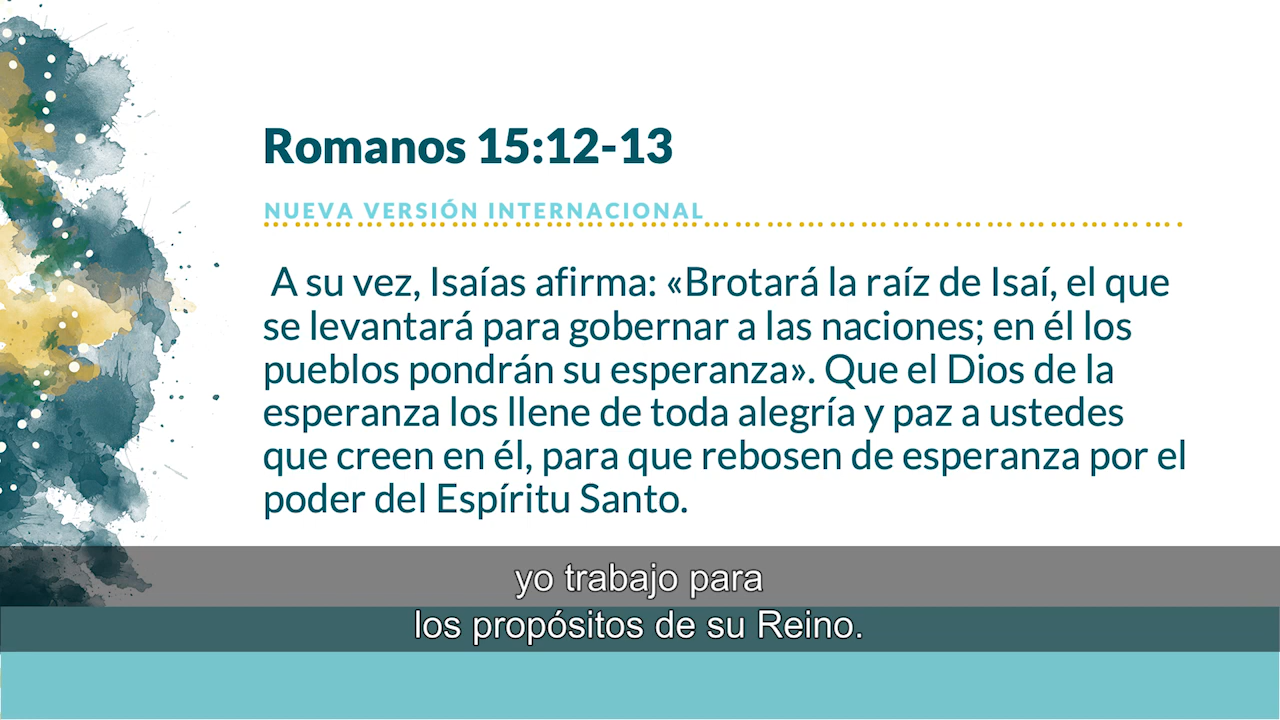 Romanos 15:12-13
NUEVA VERSIÓN INTERNACIONAL
A su vez, Isaías afirma: «Brotará la raíz de Isaí, el que
se levantará para gobernar a las naciones; en él los
pueblos pondrán su esperanza». Que el Dios de la
esperanza los llene de toda alegría y paz a ustedes
que creen en él, para que rebosen de esperanza por el
poder del Espíritu Santo.
yo trabajo para
los propósitos de su Reino.